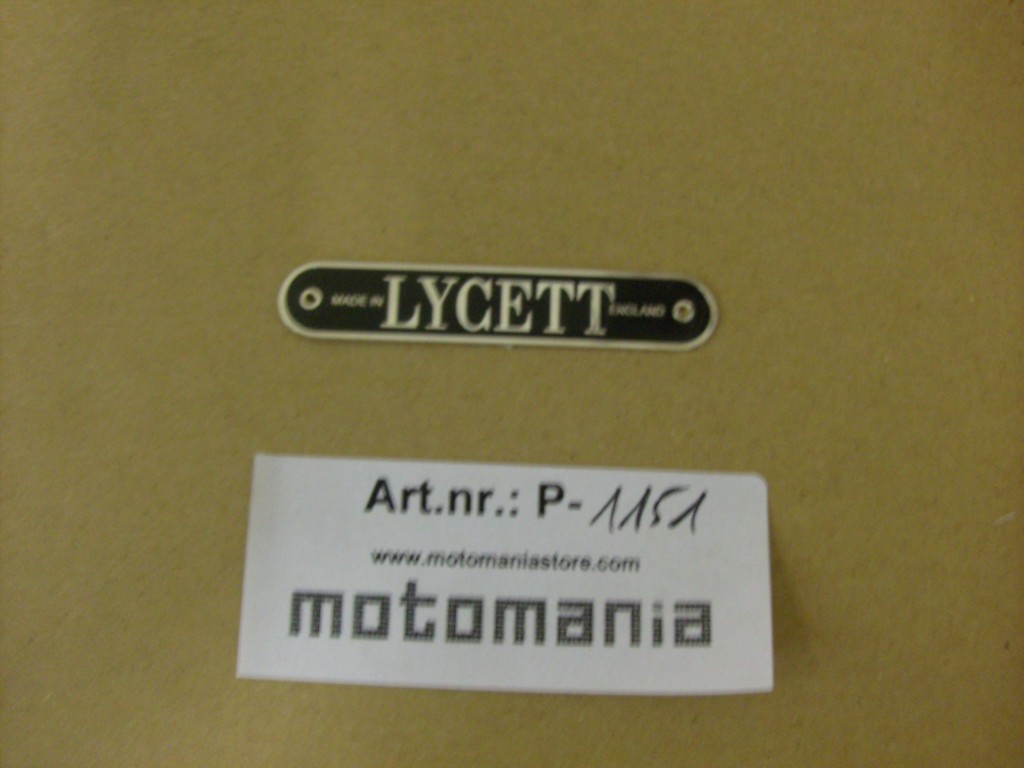 MADE IN LYCETT ENGLAND
Art.nr.: P-1151
www.motomaniastore.com
motomania